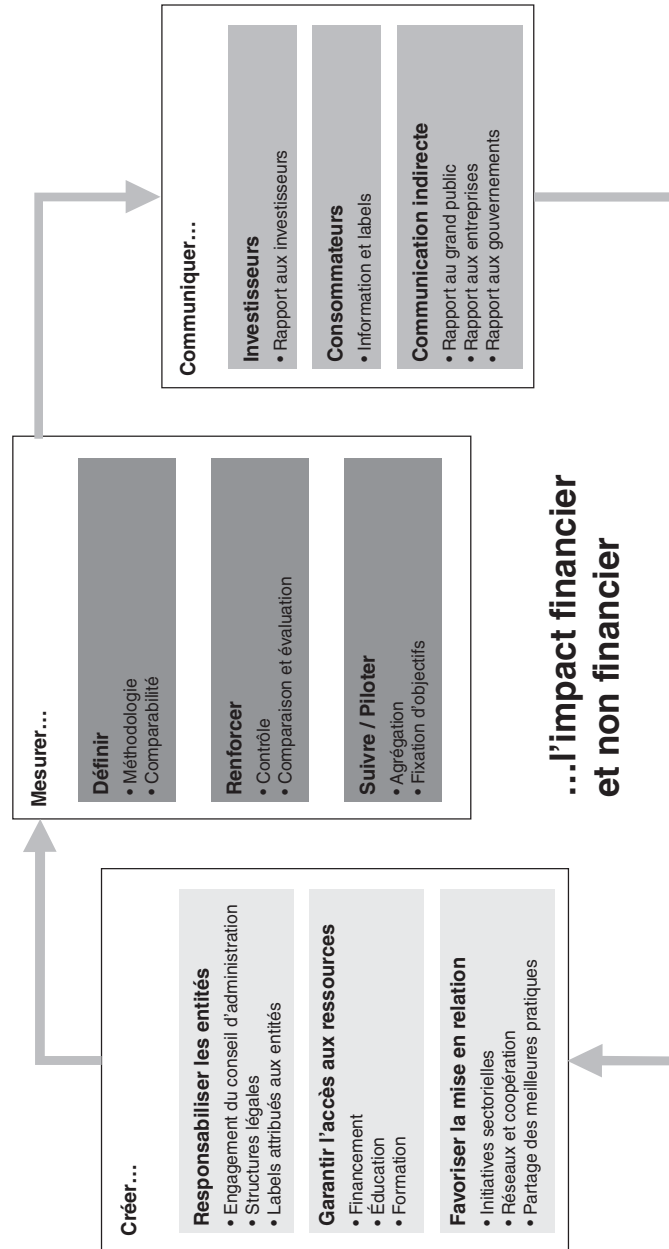 Créer…
Responsabiliser les entités
• Engagement du conseil d'administration
• Structures légales
• Labels attribués aux entités
Garantir l'accès aux ressources
• Financement
• Éducation
• Formation
Favoriser la mise en relation
• Initiatives sectorielles
• Réseaux et coopération
• Partage des meilleures pratiques
Mesurer…
Définir
• Méthodologie
• Comparabilité
Renforcer
• Contrôle
• Comparaison et évaluation
Suivre / Piloter
• Agrégation
• Fixation d'objectifs
Communiquer…
Investisseurs
• Rapport aux investisseurs
Consommateurs
• Information et labels
Communication indirecte
• Rapport au grand public
• Rapport aux entreprises
• Rapport aux gouvernements
…l'impact financier
et non financier